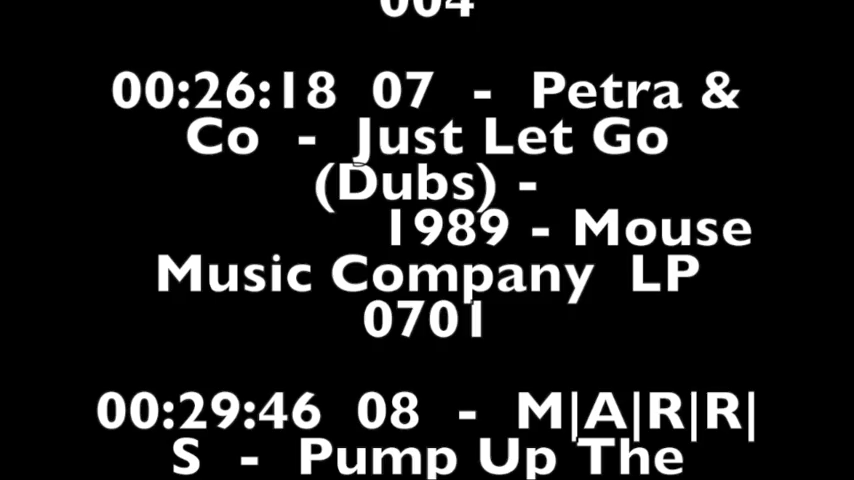 004
00:26:18 07 - Petra &
Co - Just Let Go
(Dubs) -
1989 - Mouse
Music Company LP
0701
00:29:46 08 - M|A|R|R|
S - Pump Up The